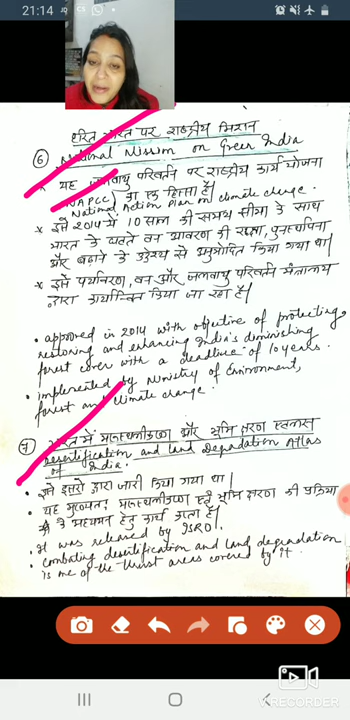 21:14
हरित भारत पर राष्ट्रीय मिशन
⑥ National Mission on Green India
* यह जलवायु परिवर्तन पर राष्ट्रीय कार्य योजना
NAPCC का एक हिस्सा है।
National Action Plan on climate change.
* इसे 2014 में 10 साल की समय सीमा के साथ
भारत के घटते वन आवरण की रक्षा, पुनर्स्थापना
और बढ़ाने के उद्देश्य से अनुमोदित किया गया था।
* इसे पर्यावरण, वन और जलवायु परिवर्तन मंत्रालय
द्वारा कार्यान्वित किया जा रहा है।
• approved in 2014 with objective of protecting,
restoring and enhancing India's diminishing
forest cover with a deadline of 10 years.
• implemented by Ministry of Environment,
forest and climate change.
⑦ भारत में मरुस्थलीकरण और भूमि क्षरण एटलस
Desertification and land Degradation Atlas
of India.
• इसे इसरो द्वारा जारी किया गया था।
• यह मुख्यतः मरुस्थलीकरण एवं भूमि क्षरण की प्रक्रिया
के अध्ययन हेतु कार्य करता है।
• It was released by ISRO.
• combating desertification and land degradation
is one of the thrust areas covered by it.
V RECORDER